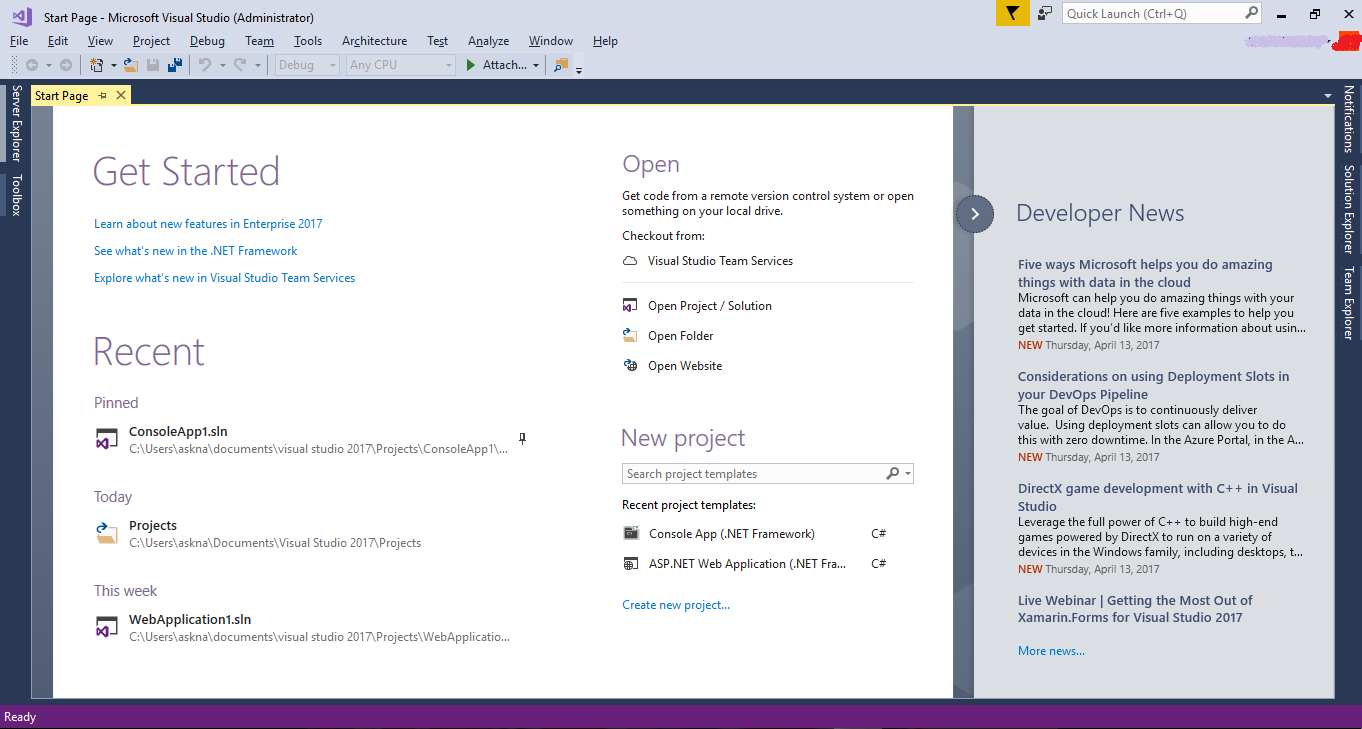 Start Page - Microsoft Visual Studio (Administrator)
Quick Launch (Ctrl+Q)
File Edit View Project Debug Team Tools Architecture Test Analyze Window Help
Debug Any CPU Attach...
Server Explorer
Toolbox
Start Page
Get Started
Learn about new features in Enterprise 2017
See what's new in the .NET Framework
Explore what's new in Visual Studio Team Services
Recent
Pinned
ConsoleApp1.sln
C:\Users\askna\documents\visual studio 2017\Projects\ConsoleApp1\...
Today
Projects
C:\Users\askna\Documents\Visual Studio 2017\Projects
This week
WebApplication1.sln
C:\Users\askna\documents\visual studio 2017\Projects\WebApplicatio...
Open
Get code from a remote version control system or open
something on your local drive.
Checkout from:
Visual Studio Team Services
Open Project / Solution
Open Folder
Open Website
New project
Search project templates
Recent project templates:
Console App (.NET Framework) C#
ASP.NET Web Application (.NET Fra... C#
Create new project...
Developer News
Five ways Microsoft helps you do amazing
things with data in the cloud
Microsoft can help you do amazing things with your
data in the cloud! Here are five examples to help you
get started. If you'd like more information about usin...
NEW Thursday, April 13, 2017
Considerations on using Deployment Slots in
your DevOps Pipeline
The goal of DevOps is to continuously deliver
value.  Using deployment slots can allow you to do
this with zero downtime. In the Azure Portal, in the A...
NEW Thursday, April 13, 2017
DirectX game development with C++ in Visual
Studio
Leverage the full power of C++ to build high-end
games powered by DirectX to run on a variety of
devices in the Windows family, including desktops, t...
NEW Thursday, April 13, 2017
Live Webinar | Getting the Most Out of
Xamarin.Forms for Visual Studio 2017
More news...
Notifications
Solution Explorer
Team Explorer
Ready